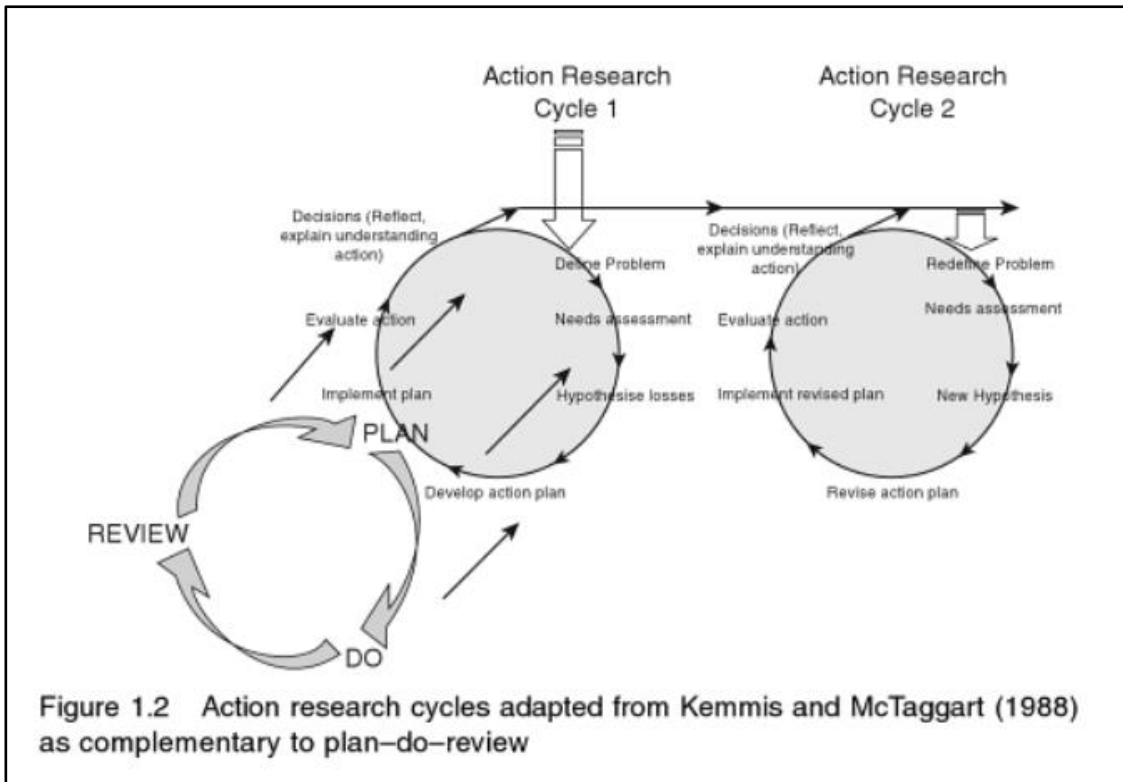 Action Research
Cycle 1
Action Research
Cycle 2
Decisions (Reflect,
explain understanding
action)
Define Problem
Evaluate action
Needs assessment
Implement plan
Hypothesise losses
Develop action plan
Decisions (Reflect,
explain understanding
action)
Redefine Problem
Needs assessment
Evaluate action
Implement revised plan
New Hypothesis
Revise action plan
PLAN
REVIEW
DO
Figure 1.2 Action research cycles adapted from Kemmis and McTaggart (1988)
as complementary to plan–do–review